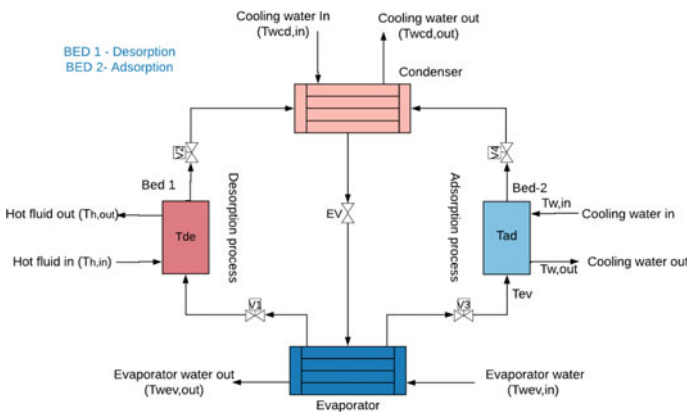 Cooling water In
(Twcd,in)
Cooling water out
(Twcd,out)
BED 1 - Desorption
BED 2- Adsorption
Condenser
V2
V4
Bed 1
Desorption process
Adsorption process
Bed-2
EV
Hot fluid out (Th,out)
Tde
Hot fluid in (Th,in)
Tad
Tw,in
Cooling water in
Tw,out
Cooling water out
Tev
V1
V3
Evaporator water out
(Twev,out)
Evaporator water
(Twev,in)
Evaporator